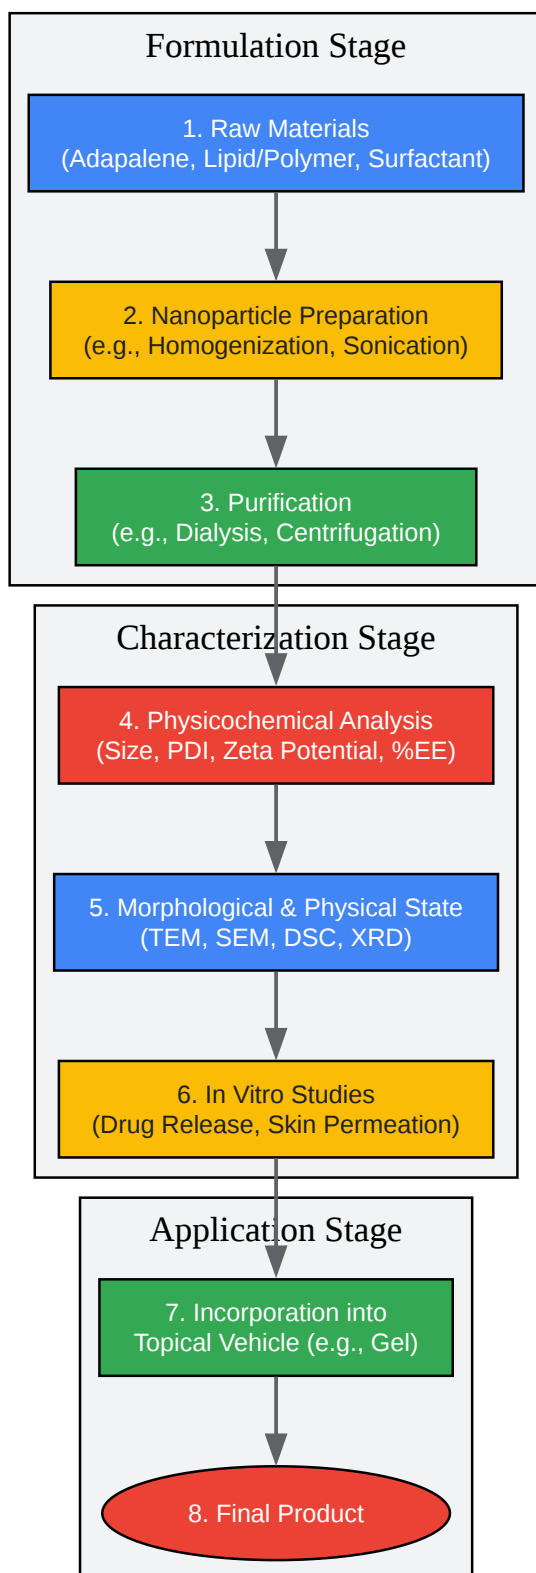 Formulation Stage
1. Raw Materials
(Adapalene, Lipid/Polymer, Surfactant)
2. Nanoparticle Preparation
(e.g., Homogenization, Sonication)
3. Purification
(e.g., Dialysis, Centrifugation)
Characterization Stage
4. Physicochemical Analysis
(Size, PDI, Zeta Potential, %EE)
5. Morphological & Physical State
(TEM, SEM, DSC, XRD)
6. In Vitro Studies
(Drug Release, Skin Permeation)
Application Stage
7. Incorporation into
Topical Vehicle (e.g., Gel)
8. Final Product